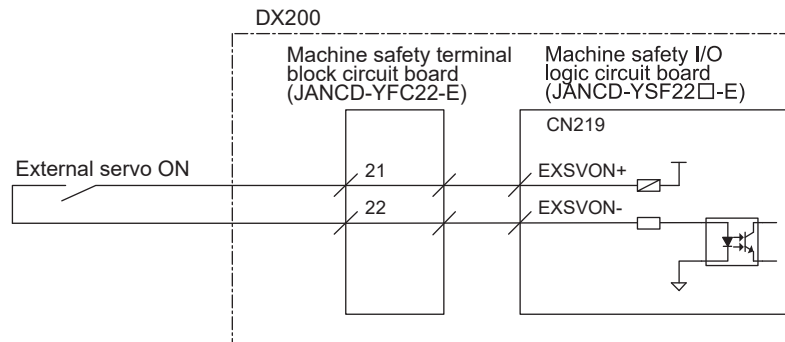 DX200
Machine safety terminal
block circuit board
(JANCD-YFC22-E)
Machine safety I/O
logic circuit board
(JANCD-YSF22□-E)
CN219
External servo ON
21
EXSVON+
22
EXSVON-